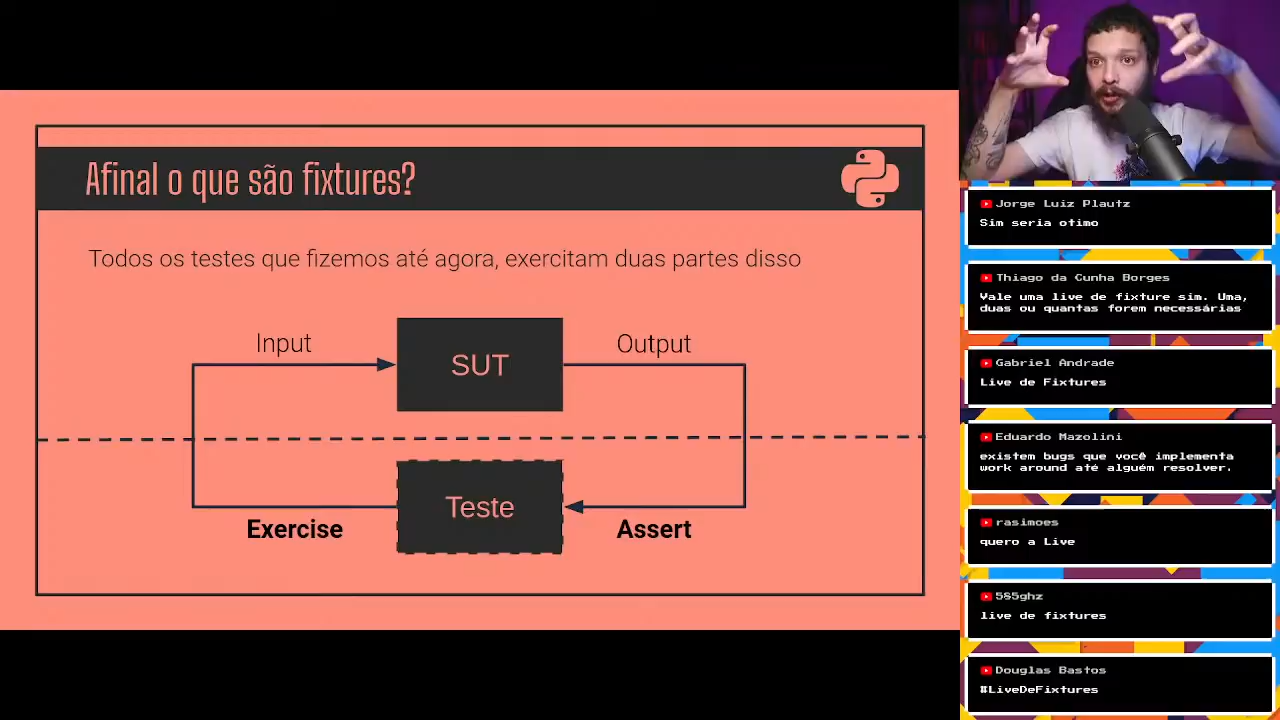 Afinal o que são fixtures?
Todos os testes que fizemos até agora, exercitam duas partes disso
Input
SUT
Output
Teste
Exercise
Assert
Jorge Luiz Plautz
Sim seria otimo
Thiago da Cunha Borges
Vale uma live de fixture sim. Uma,
duas ou quantas forem necessárias
Gabriel Andrade
Live de Fixtures
Eduardo Mazolini
existem bugs que você implementa
work around até alguém resolver.
rasimoes
quero a Live
585ghz
live de fixtures
Douglas Bastos
#LiveDeFixtures